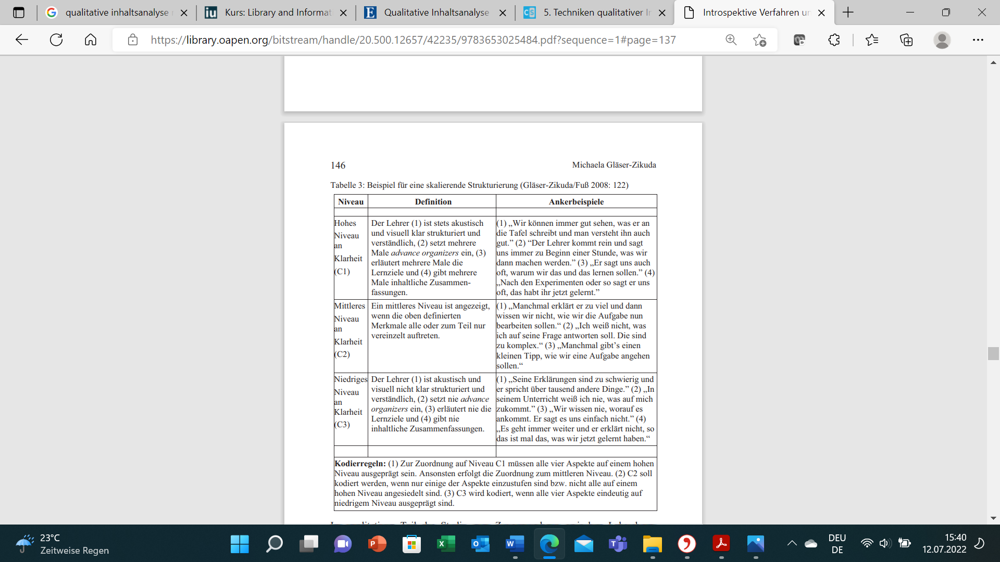 qualitative inhaltsanalyse
Kurs: Library and Informat
Qualitative Inhaltsanalyse
5. Techniken qualitativer I
Introspektive Verfahren un
https://library.oapen.org/bitstream/handle/20.500.12657/42235/9783653025484.pdf?sequence=1#page=137
146
Michaela Gläser-Zikuda
Tabelle 3: Beispiel für eine skalierende Strukturierung (Gläser-Zikuda/Fuß 2008: 122)
Niveau
Definition
Ankerbeispiele
Hohes
Niveau
an
Klarheit
(C1)
Der Lehrer (1) ist stets akustisch
und visuell klar strukturiert und
verständlich, (2) setzt mehrere
Male advance organizers ein, (3)
erläutert mehrere Male die
Lernziele und (4) gibt mehrere
Male inhaltliche Zusammen-
fassungen.
(1) „Wir können immer gut sehen, was er an
die Tafel schreibt und man versteht ihn auch
gut.” (2) “Der Lehrer kommt rein und sagt
uns immer zu Beginn einer Stunde, was wir
dann machen werden.” (3) „Er sagt uns auch
oft, warum wir das und das lernen sollen.” (4)
„Nach den Experimenten oder so sagt er uns
oft, das habt ihr jetzt gelernt.”
Mittleres
Niveau
an
Klarheit
(C2)
Ein mittleres Niveau ist angezeigt,
wenn die oben definierten
Merkmale alle oder zum Teil nur
vereinzelt auftreten.
(1) „Manchmal erklärt er zu viel und dann
wissen wir nicht, wie wir die Aufgabe nun
bearbeiten sollen.“ (2) „Ich weiß nicht, was
ich auf seine Frage antworten soll. Die sind
zu komplex.“ (3) „Manchmal gibt’s einen
kleinen Tipp, wie wir eine Aufgabe angehen
sollen.“
Niedriges
Niveau
an
Klarheit
(C3)
Der Lehrer (1) ist akustisch und
visuell nicht klar strukturiert und
verständlich, (2) setzt nie advance
organizers ein, (3) erläutert nie die
Lernziele und (4) gibt nie
inhaltliche Zusammenfassungen.
(1) „Seine Erklärungen sind zu schwierig und
er spricht über tausend andere Dinge.” (2) „In
seinem Unterricht weiß ich nie, was auf mich
zukommt.” (3) „Wir wissen nie, worauf es
ankommt. Er sagt es uns einfach nicht.” (4)
„Es geht immer weiter und er erklärt nicht, so
das ist mal das, was wir jetzt gelernt haben.“
Kodierregeln: (1) Zur Zuordnung auf Niveau C1 müssen alle vier Aspekte auf einem hohen
Niveau ausgeprägt sein. Ansonsten erfolgt die Zuordnung zum mittleren Niveau. (2) C2 soll
kodiert werden, wenn nur einige der Aspekte einzustufen sind bzw. nicht alle auf einem
hohen Niveau angesiedelt sind. (3) C3 wird kodiert, wenn alle vier Aspekte eindeutig auf
niedrigem Niveau ausgeprägt sind.
23°C
Zeitweise Regen
DEU
DE
15:40
12.07.2022